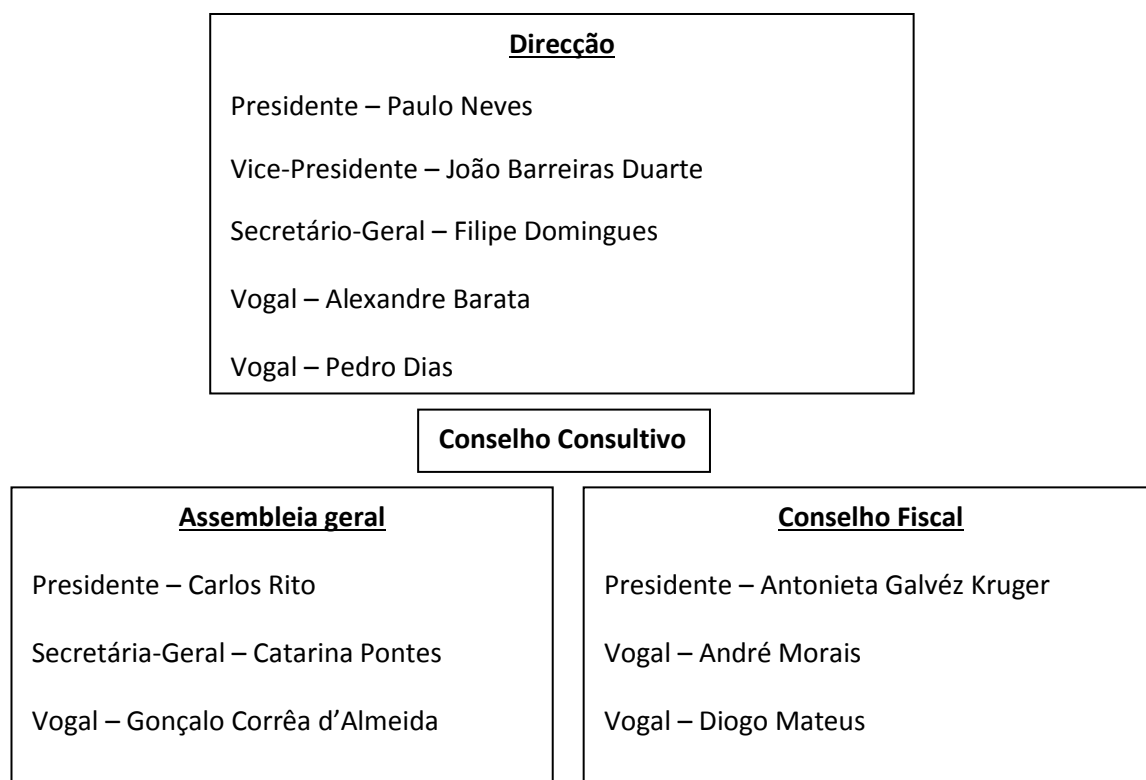 Direcção
Presidente – Paulo Neves
Vice-Presidente – João Barreiras Duarte
Secretário-Geral – Filipe Domingues
Vogal – Alexandre Barata
Vogal – Pedro Dias
Conselho Consultivo
Assembleia geral
Presidente – Carlos Rito
Secretária-Geral – Catarina Pontes
Vogal – Gonçalo Corrêa d’Almeida
Conselho Fiscal
Presidente – Antonieta Galvéz Kruger
Vogal – André Morais
Vogal – Diogo Mateus